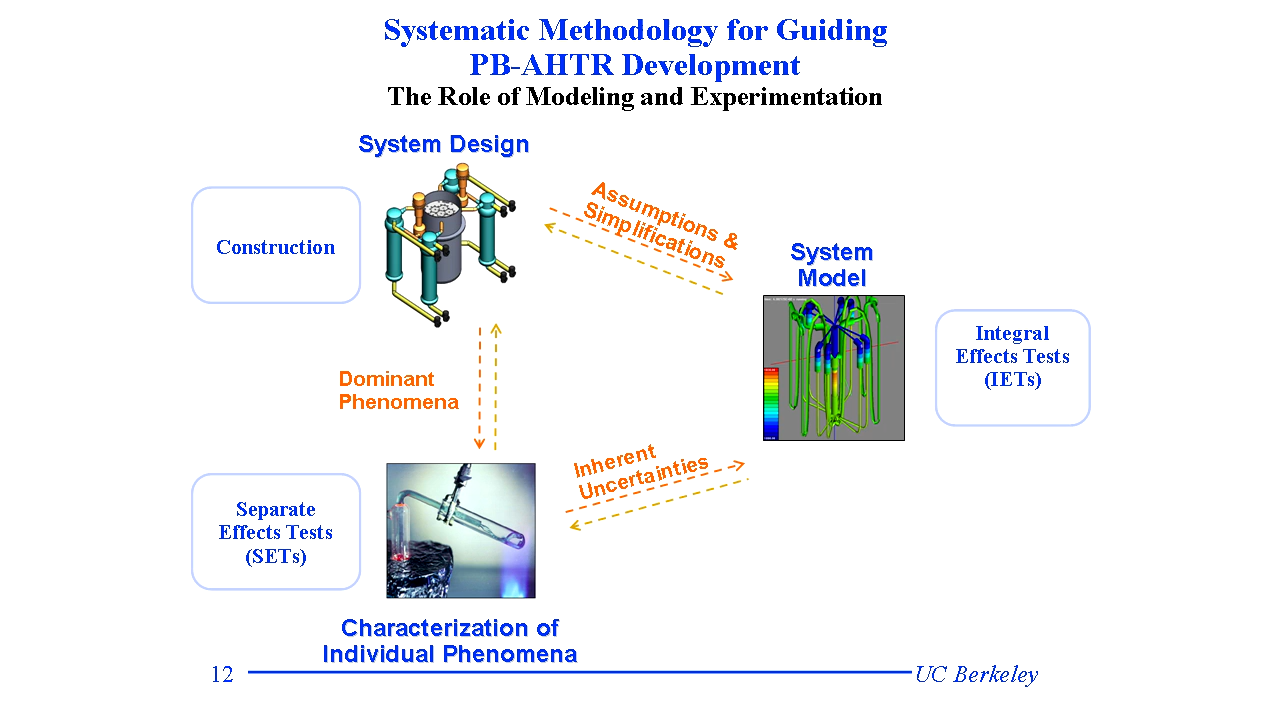 Systematic Methodology for Guiding
PB-AHTR Development
The Role of Modeling and Experimentation
System Design
Construction
Assumptions &
Simplifications
System
Model
Integral
Effects Tests
(IETs)
Dominant
Phenomena
Inherent
Uncertainties
Separate
Effects Tests
(SETs)
Characterization of
Individual Phenomena
12
UC Berkeley